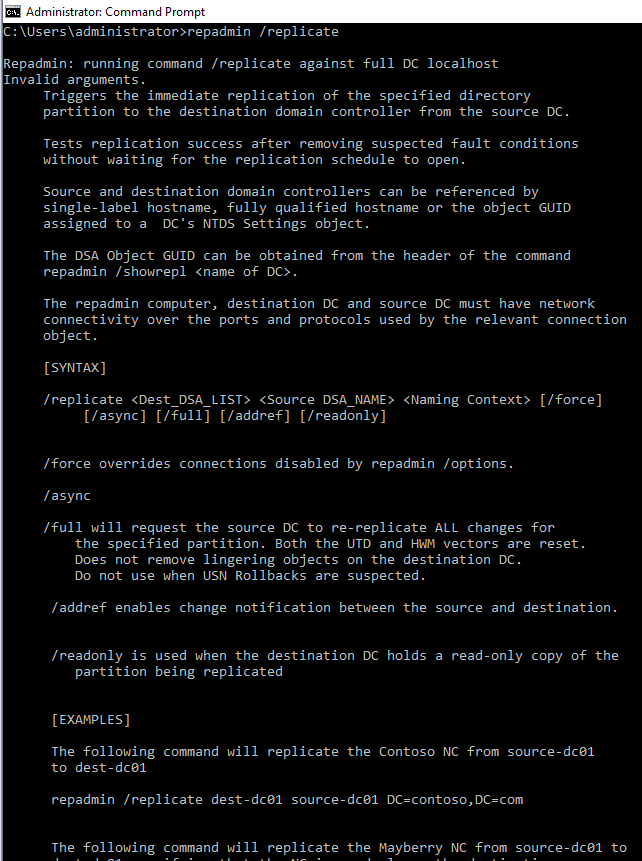 Administrator: Command Prompt
C:\Users\administrator>repadmin /replicate
Repadmin: running command /replicate against full DC localhost
Invalid arguments.
Triggers the immediate replication of the specified directory
partition to the destination domain controller from the source DC.
Tests replication success after removing suspected fault conditions
without waiting for the replication schedule to open.
Source and destination domain controllers can be referenced by
single-label hostname, fully qualified hostname or the object GUID
assigned to a  DC's NTDS Settings object.
The DSA Object GUID can be obtained from the header of the command
repadmin /showrepl <name of DC>.
The repadmin computer, destination DC and source DC must have network
connectivity over the ports and protocols used by the relevant connection
object.
[SYNTAX]
/replicate <Dest_DSA_LIST> <Source DSA_NAME> <Naming Context> [/force]
[/async] [/full] [/addref] [/readonly]
/force overrides connections disabled by repadmin /options.
/async
/full will request the source DC to re-replicate ALL changes for
the specified partition. Both the UTD and HWM vectors are reset.
Does not remove lingering objects on the destination DC.
Do not use when USN Rollbacks are suspected.
/addref enables change notification between the source and destination.
/readonly is used when the destination DC holds a read-only copy of the
partition being replicated
[EXAMPLES]
The following command will replicate the Contoso NC from source-dc01
to dest-dc01
repadmin /replicate dest-dc01 source-dc01 DC=contoso,DC=com
The following command will replicate the Mayberry NC from source-dc01 to